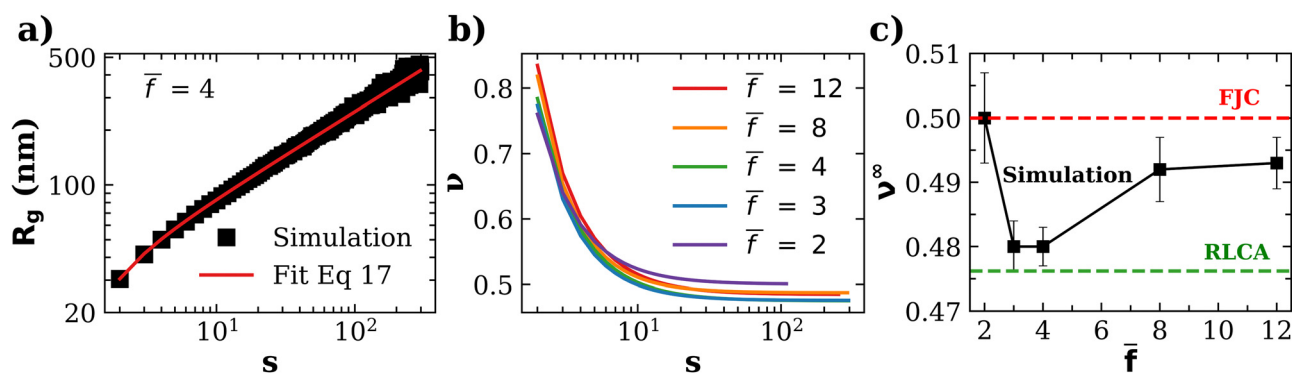 a)
500
100
20
R_g (nm)
f̅ = 4
Simulation
Fit Eq 17
10¹ 10²
s
b)
0.8
0.7
0.6
0.5
ν
f̅ = 12
f̅ = 8
f̅ = 4
f̅ = 3
f̅ = 2
10¹ 10²
s
c)
0.51
0.50
0.49
0.48
0.47
ν^∞
FJC
Simulation
RLCA
2 4 6 8 10 12
f̅